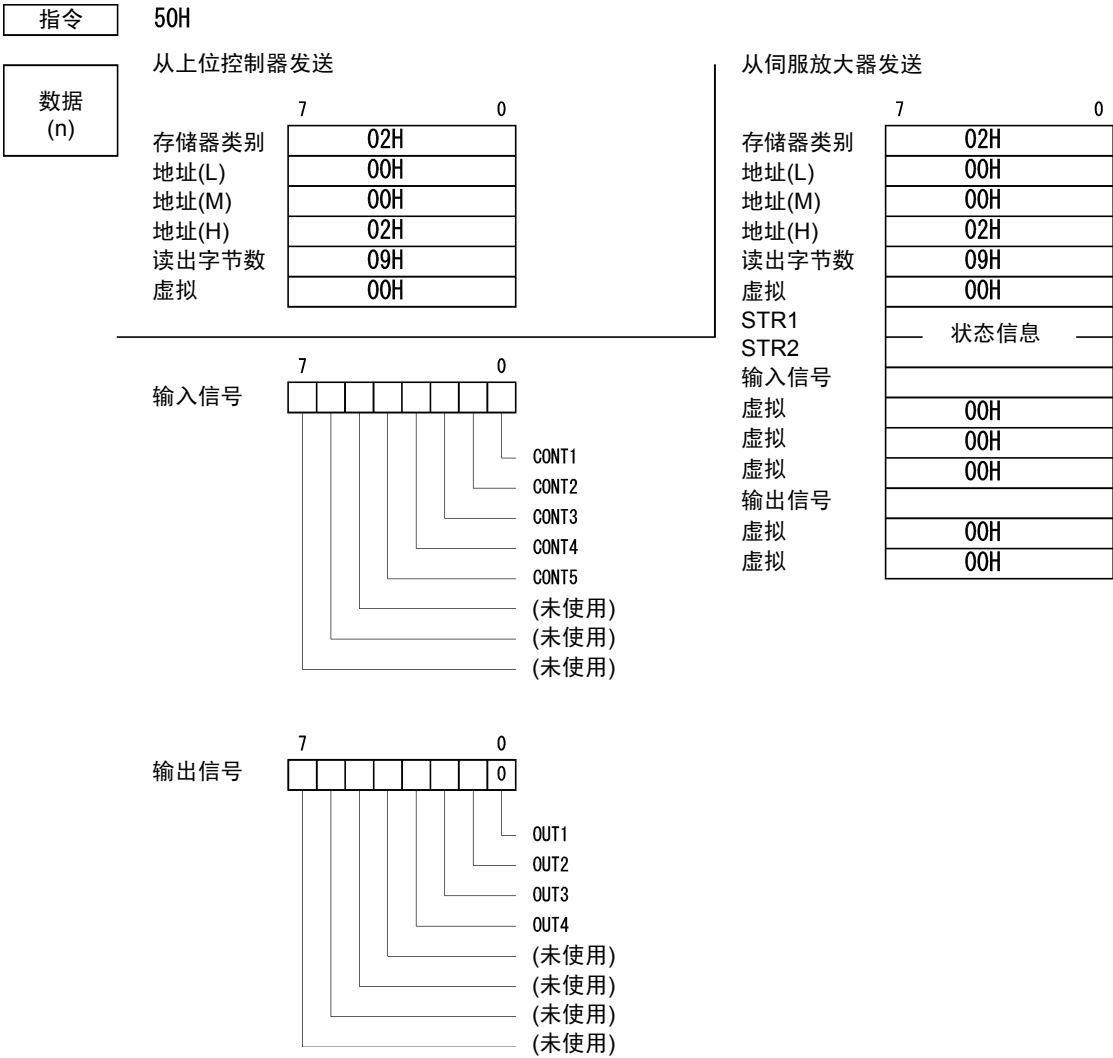 指令 50H
数据
(n)
从上位控制器发送
7 0
存储器类别 02H
地址(L) 00H
地址(M) 00H
地址(H) 02H
读出字节数 09H
虚拟 00H
从伺服放大器发送
7 0
存储器类别 02H
地址(L) 00H
地址(M) 00H
地址(H) 02H
读出字节数 09H
虚拟 00H
STR1
状态信息
STR2
输入信号
虚拟 00H
虚拟 00H
虚拟 00H
输出信号
虚拟 00H
虚拟 00H
7 0
输入信号
CONT1
CONT2
CONT3
CONT4
CONT5
(未使用)
(未使用)
(未使用)
7 0
输出信号 0
OUT1
OUT2
OUT3
OUT4
(未使用)
(未使用)
(未使用)
(未使用)